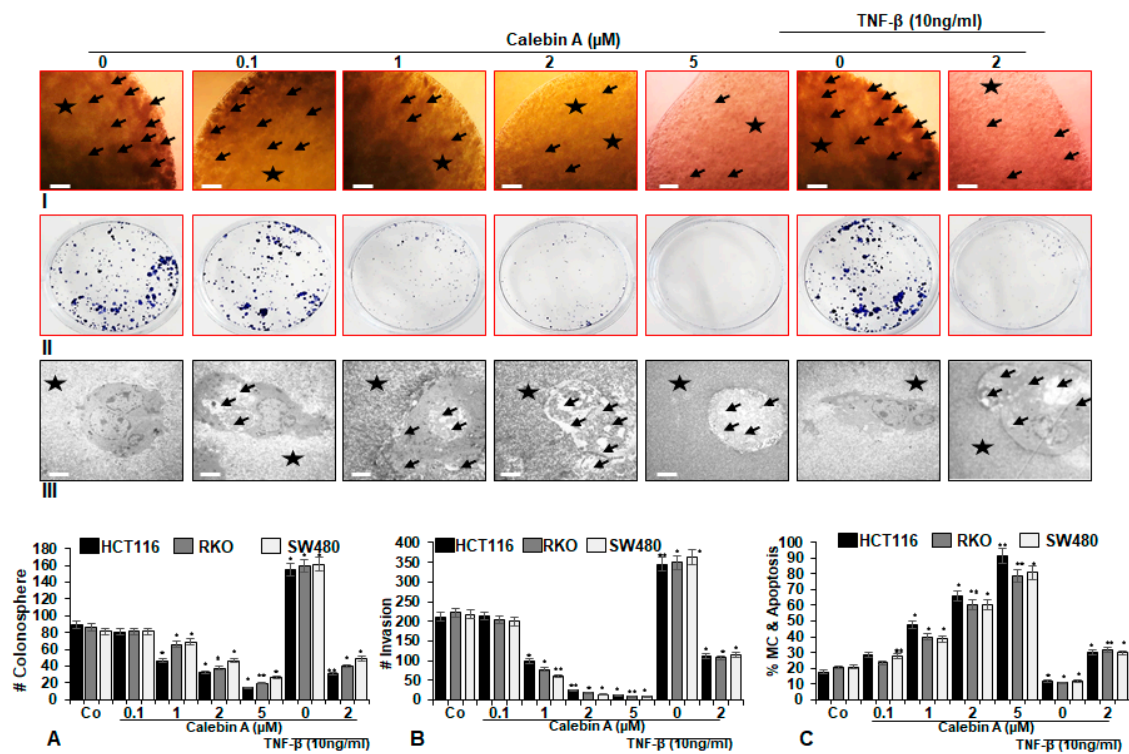 TNF-β (10ng/ml)
Calebin A (μM)
0 0.1 1 2 5 0 2
I
II
III
HCT116 RKO SW480
# Colonosphere
180
160
140
120
100
80
60
40
20
0
Co 0.1 1 2 5 0 2
Calebin A (μM)
TNF-β (10ng/ml)
A
HCT116 RKO SW480
# Invasion
400
350
300
250
200
150
100
50
0
Co 0.1 1 2 5 0 2
Calebin A (μM)
TNF-β (10ng/ml)
B
HCT116 RKO SW480
% MC & Apoptosis
100
90
80
70
60
50
40
30
20
10
0
Co 0.1 1 2 5 0 2
Calebin A (μM)
TNF-β (10ng/ml)
C